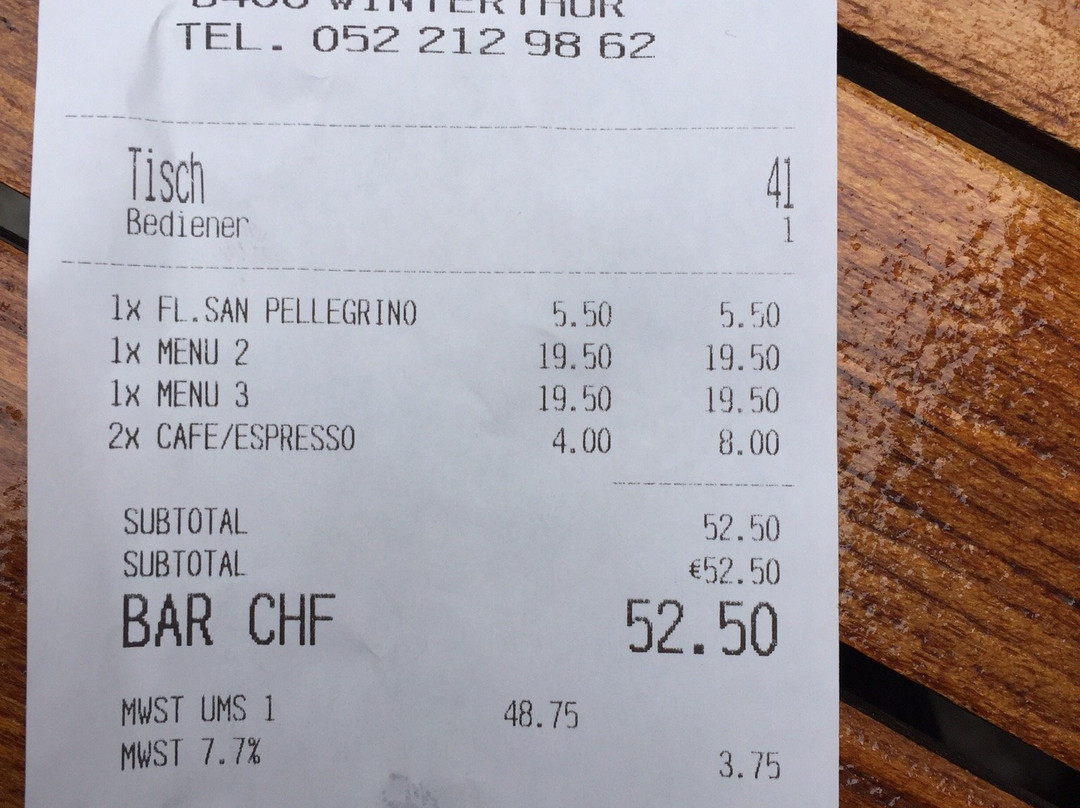 8400 WINTERTHUR
TEL. 052 212 98 62
Tisch 41
Bediener 1
1x FL.SAN PELLEGRINO 5.50 5.50
1x MENU 2 19.50 19.50
1x MENU 3 19.50 19.50
2x CAFE/ESPRESSO 4.00 8.00
SUBTOTAL 52.50
SUBTOTAL €52.50
BAR CHF 52.50
MWST UMS 1 48.75
MWST 7.7% 3.75